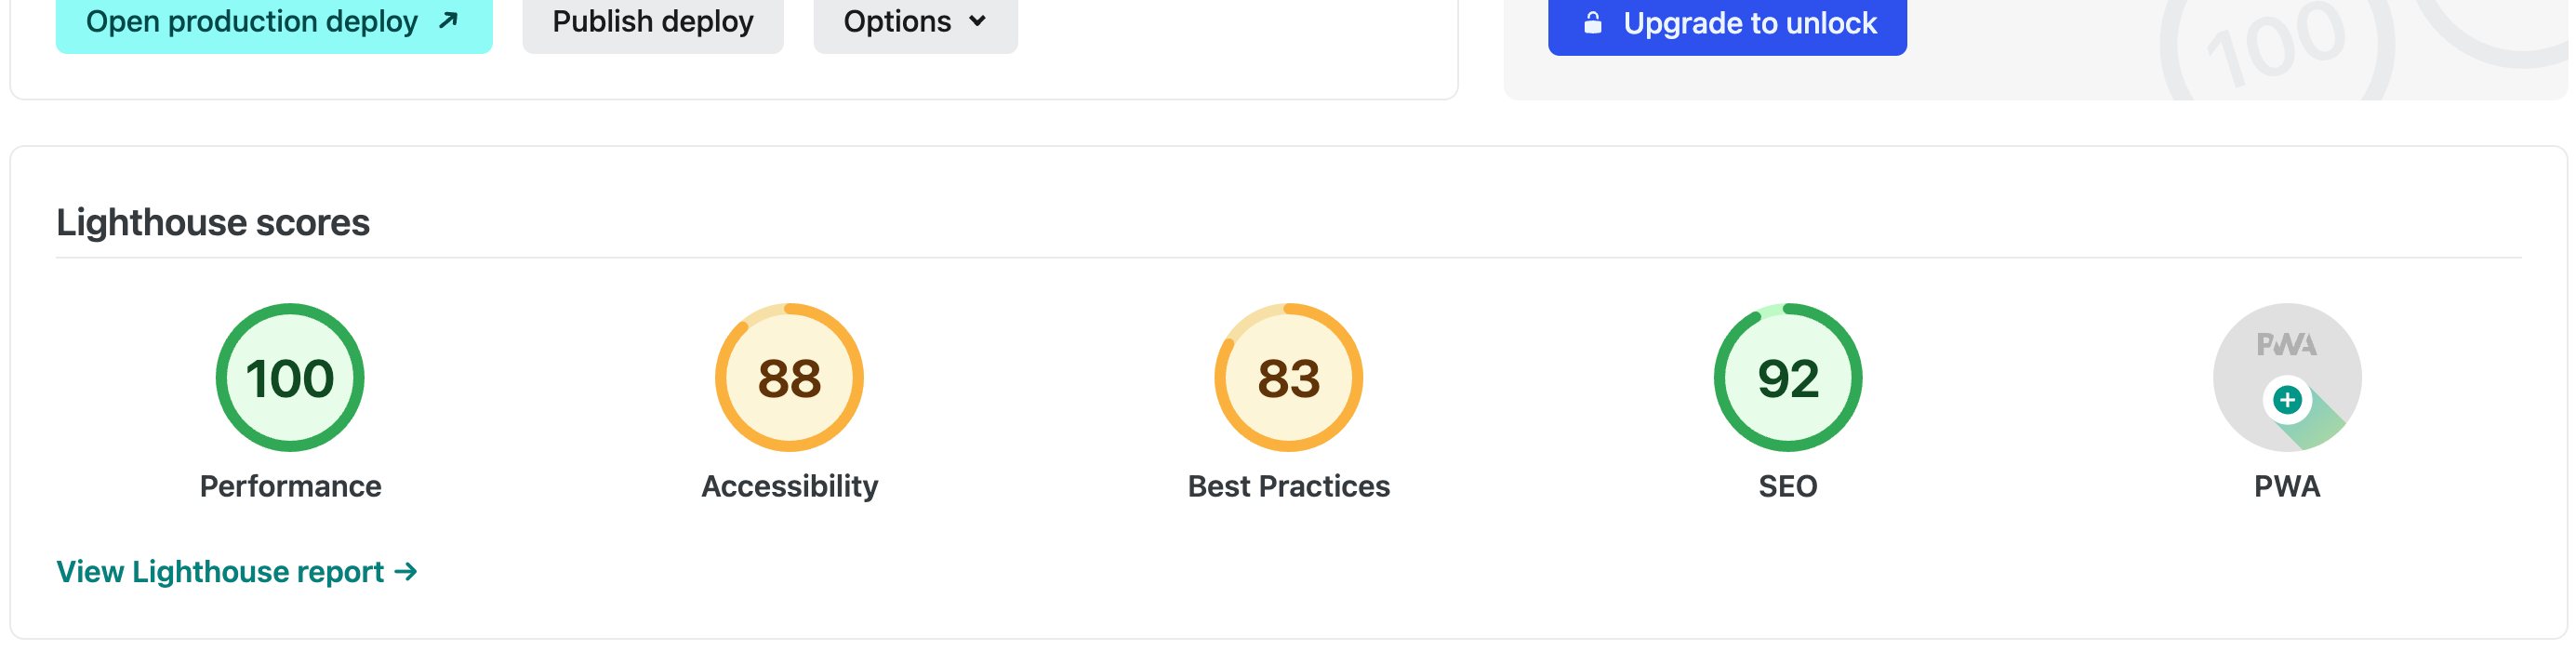 Open production deploy
Publish deploy
Options
Upgrade to unlock
100
Lighthouse scores
100
88
83
92
PWA
Performance
Accessibility
Best Practices
SEO
PWA
View Lighthouse report →